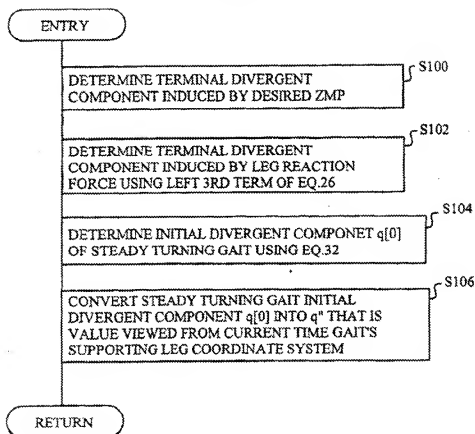 ENTRY
S100
DETERMINE TERMINAL DIVERGENT
COMPONENT INDUCED BY DESIRED ZMP
S102
DETERMINE TERMINAL DIVERGENT
COMPONENT INDUCED BY LEG REACTION
FORCE USING LEFT 3RD TERM OF EQ.26
S104
DETERMINE INITIAL DIVERGENT COMPONET q[0]
OF STEADY TURNING GAIT USING EQ.32
S106
CONVERT STEADY TURNING GAIT INITIAL
DIVERGENT COMPONENT q[0] INTO q" THAT IS
VALUE VIEWED FROM CURRENT TIME GAIT'S
SUPPORTING LEG COORDINATE SYSTEM
RETURN